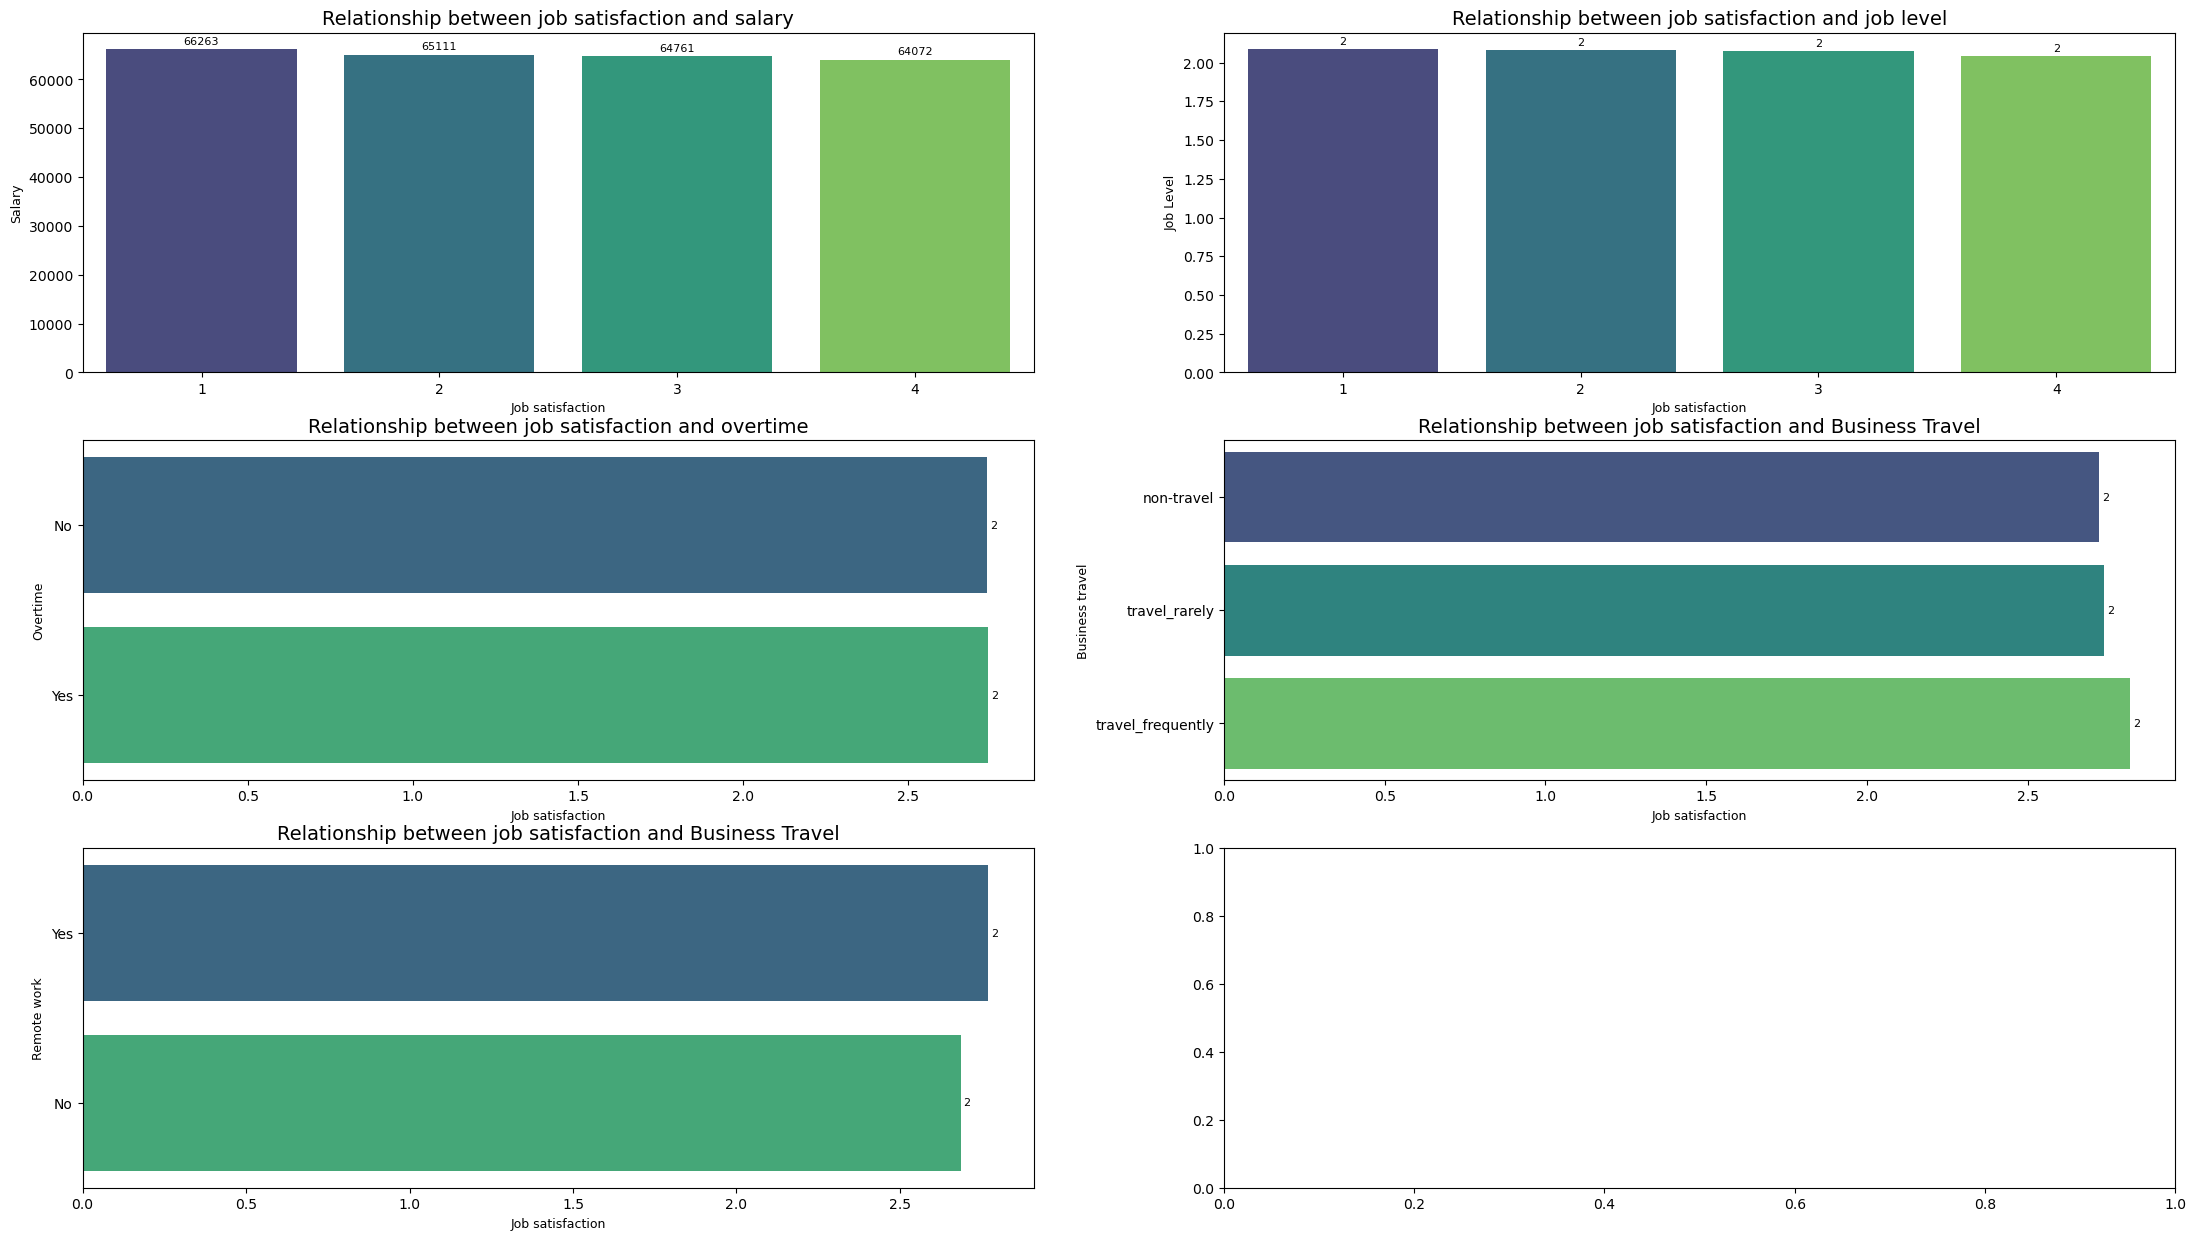 Relationship between job satisfaction and salary
66263
65111
64761
64072
60000
50000
40000
30000
20000
10000
0
Salary
1 2 3 4
Job satisfaction
Relationship between job satisfaction and job level
2 2 2 2
2.00
1.75
1.50
1.25
1.00
0.75
0.50
0.25
0.00
Job Level
1 2 3 4
Job satisfaction
Relationship between job satisfaction and overtime
No
2
Yes
2
Overtime
0.0 0.5 1.0 1.5 2.0 2.5
Job satisfaction
Relationship between job satisfaction and Business Travel
non-travel
2
travel_rarely
2
travel_frequently
2
Business travel
0.0 0.5 1.0 1.5 2.0 2.5
Job satisfaction
Relationship between job satisfaction and Business Travel
Yes
2
No
2
Remote work
0.0 0.5 1.0 1.5 2.0 2.5
Job satisfaction
1.0
0.8
0.6
0.4
0.2
0.0
0.0 0.2 0.4 0.6 0.8 1.0